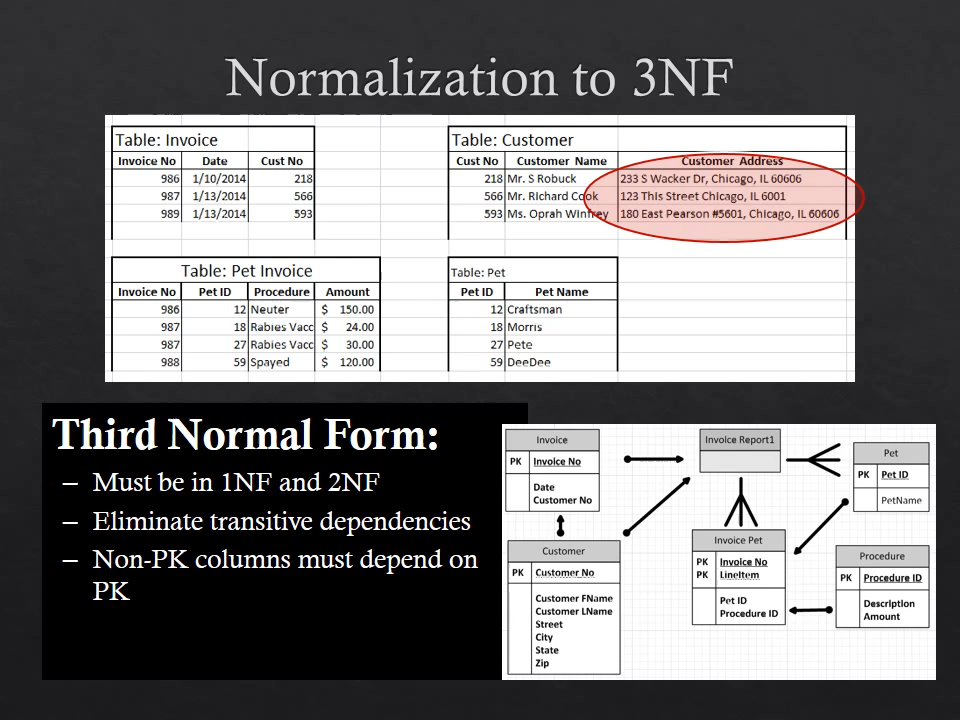 Normalization to 3NF
Table: Invoice
Invoice No Date Cust No
986 1/10/2014 218
987 1/13/2014 566
989 1/13/2014 593
Table: Customer
Cust No Customer Name Customer Address
218 Mr. S Robuck 233 S Wacker Dr, Chicago, IL 60606
566 Mr. Richard Cook 123 This Street Chicago, IL 6001
593 Ms. Oprah Winfrey 180 East Pearson #5601, Chicago, IL 60606
Table: Pet Invoice
Invoice No Pet ID Procedure Amount
986 12 Neuter $ 150.00
987 18 Rabies Vacc $ 24.00
987 27 Rabies Vacc $ 30.00
988 59 Spayed $ 120.00
Table: Pet
Pet ID Pet Name
12 Craftsman
18 Morris
27 Pete
59 DeeDee
Third Normal Form:
– Must be in 1NF and 2NF
– Eliminate transitive dependencies
– Non-PK columns must depend on
PK
Invoice
PK Invoice No
Date
Customer No
Invoice Report1
Pet
PK Pet ID
PetName
Customer
PK Customer No
Customer FName
Customer LName
Street
City
State
Zip
Invoice Pet
PK Invoice No
PK LineItem
Pet ID
Procedure ID
Procedure
PK Procedure ID
Description
Amount